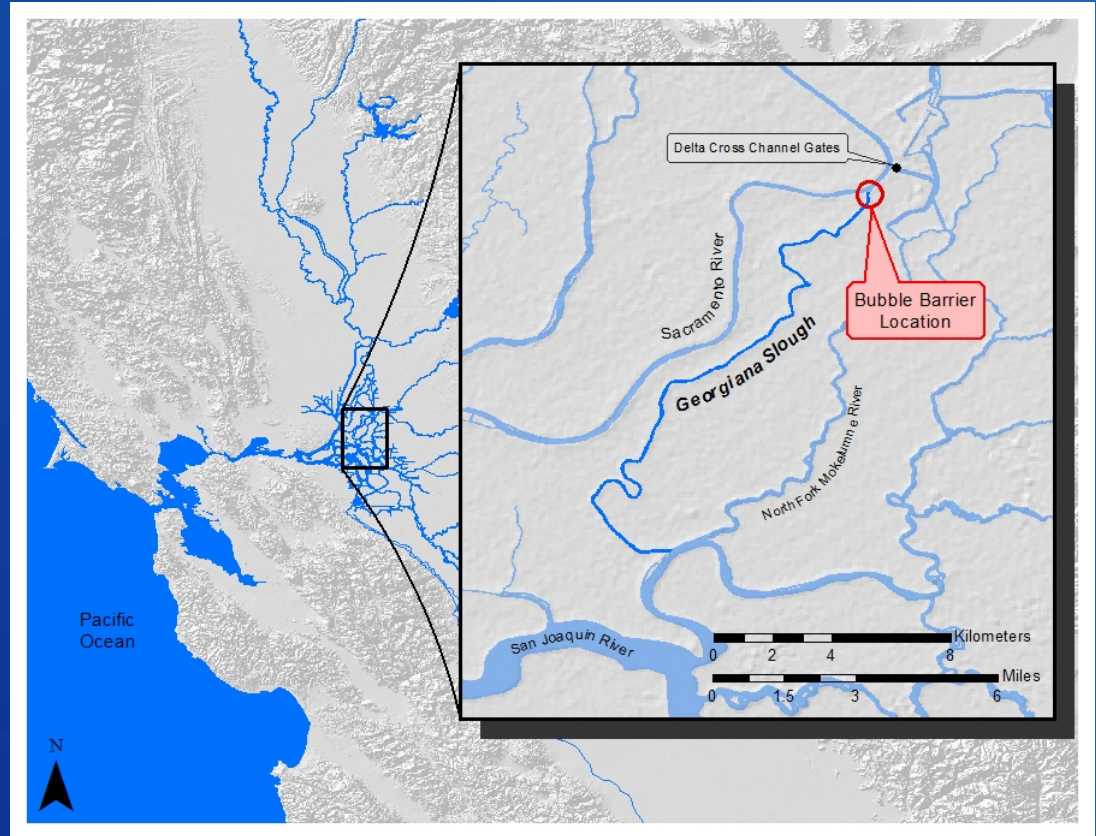 Delta Cross Channel Gates
Sacramento River
Bubble Barrier
Location
Georgiana Slough
North Fork Mokelumne River
Pacific
Ocean
San Joaquin River
Kilometers
0 2 4 8
Miles
0 1.5 3 6
N